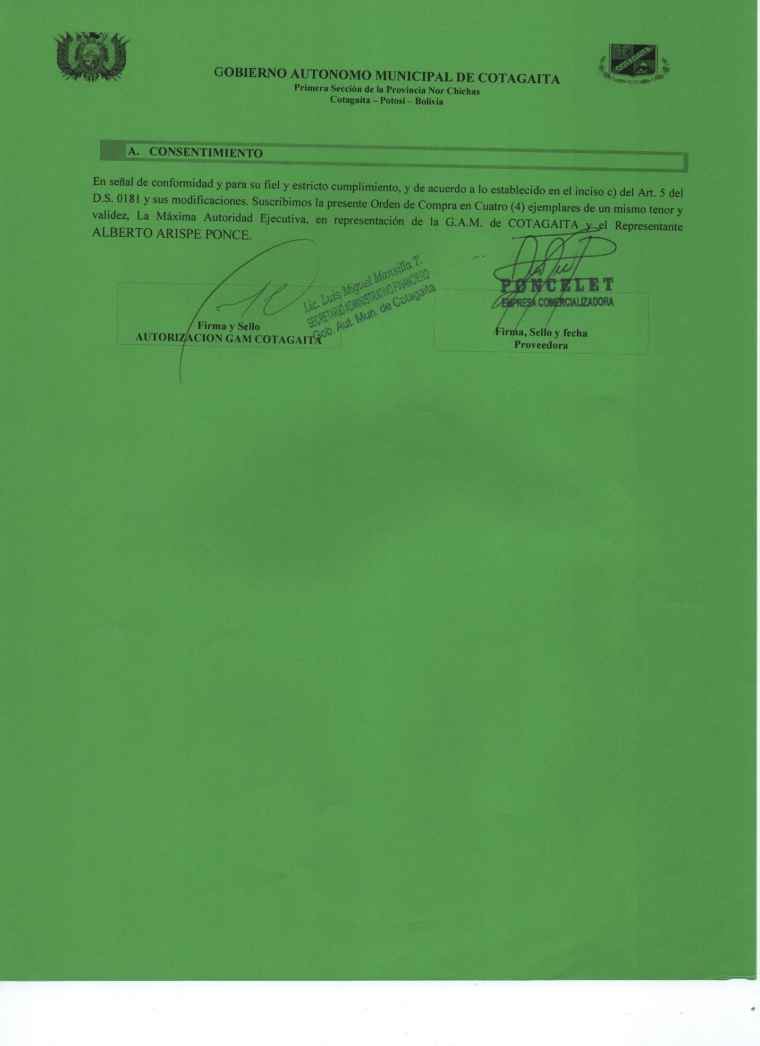 GOBIERNO AUTONOMO MUNICIPAL DE COTAGAITA
Primera Sección de la Provincia Nor Chichas
Cotagaita – Potosí – Bolivia
COTAGAITA
A. CONSENTIMIENTO
En señal de conformidad y para su fiel y estricto cumplimiento, y de acuerdo a lo establecido en el inciso c) del Art. 5 del
D.S. 0181 y sus modificaciones. Suscribimos la presente Orden de Compra en Cuatro (4) ejemplares de un mismo tenor y
validez, La Máxima Autoridad Ejecutiva, en representación de la G.A.M. de COTAGAITA y el Representante
ALBERTO ARISPE PONCE.
Lic. Luis Miguel Mansilla T.
SECRETARIO ADMINISTRATIVO FINANCIERO
Gob. Aut. Mun. de Cotagaita
Firma y Sello
AUTORIZACION GAM COTAGAITA
PONCELET
EMPRESA COMERCIALIZADORA
Firma, Sello y fecha
Proveedora